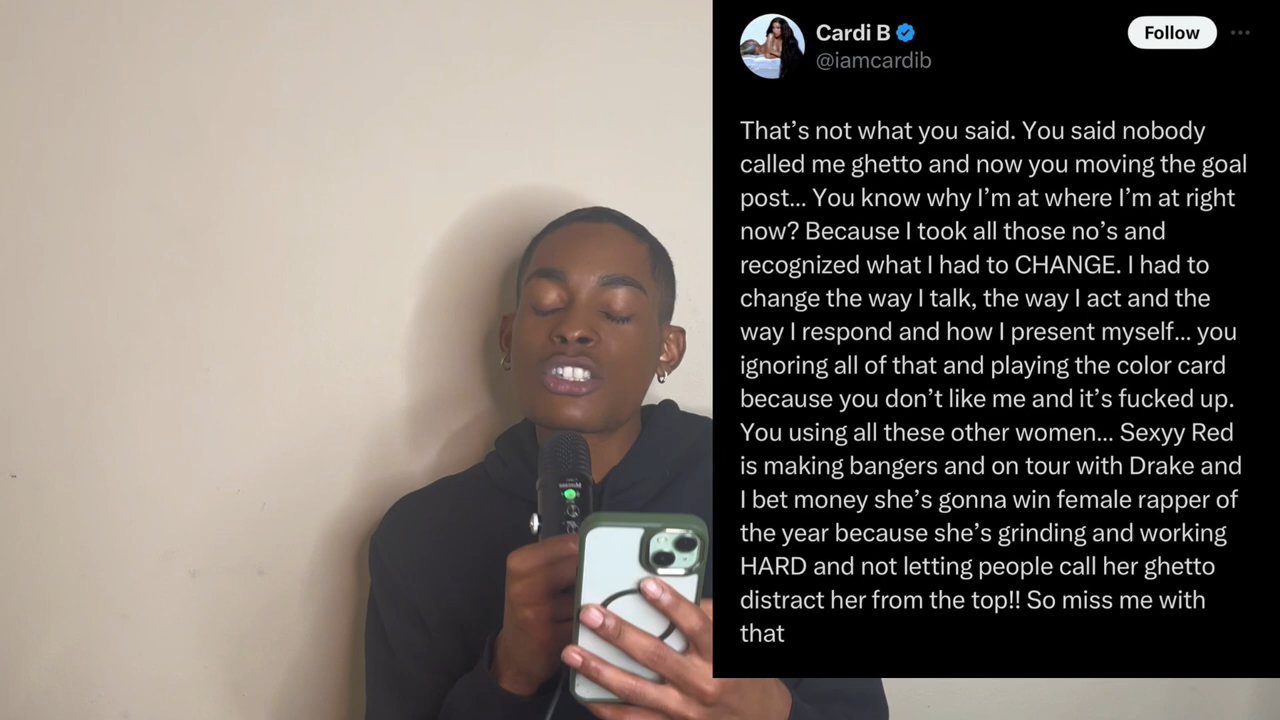 Cardi B
@iamcardib
Follow
That’s not what you said. You said nobody
called me ghetto and now you moving the goal
post... You know why I’m at where I’m at right
now? Because I took all those no’s and
recognized what I had to CHANGE. I had to
change the way I talk, the way I act and the
way I respond and how I present myself... you
ignoring all of that and playing the color card
because you don’t like me and it’s fucked up.
You using all these other women... Sexyy Red
is making bangers and on tour with Drake and
I bet money she’s gonna win female rapper of
the year because she’s grinding and working
HARD and not letting people call her ghetto
distract her from the top!! So miss me with
that